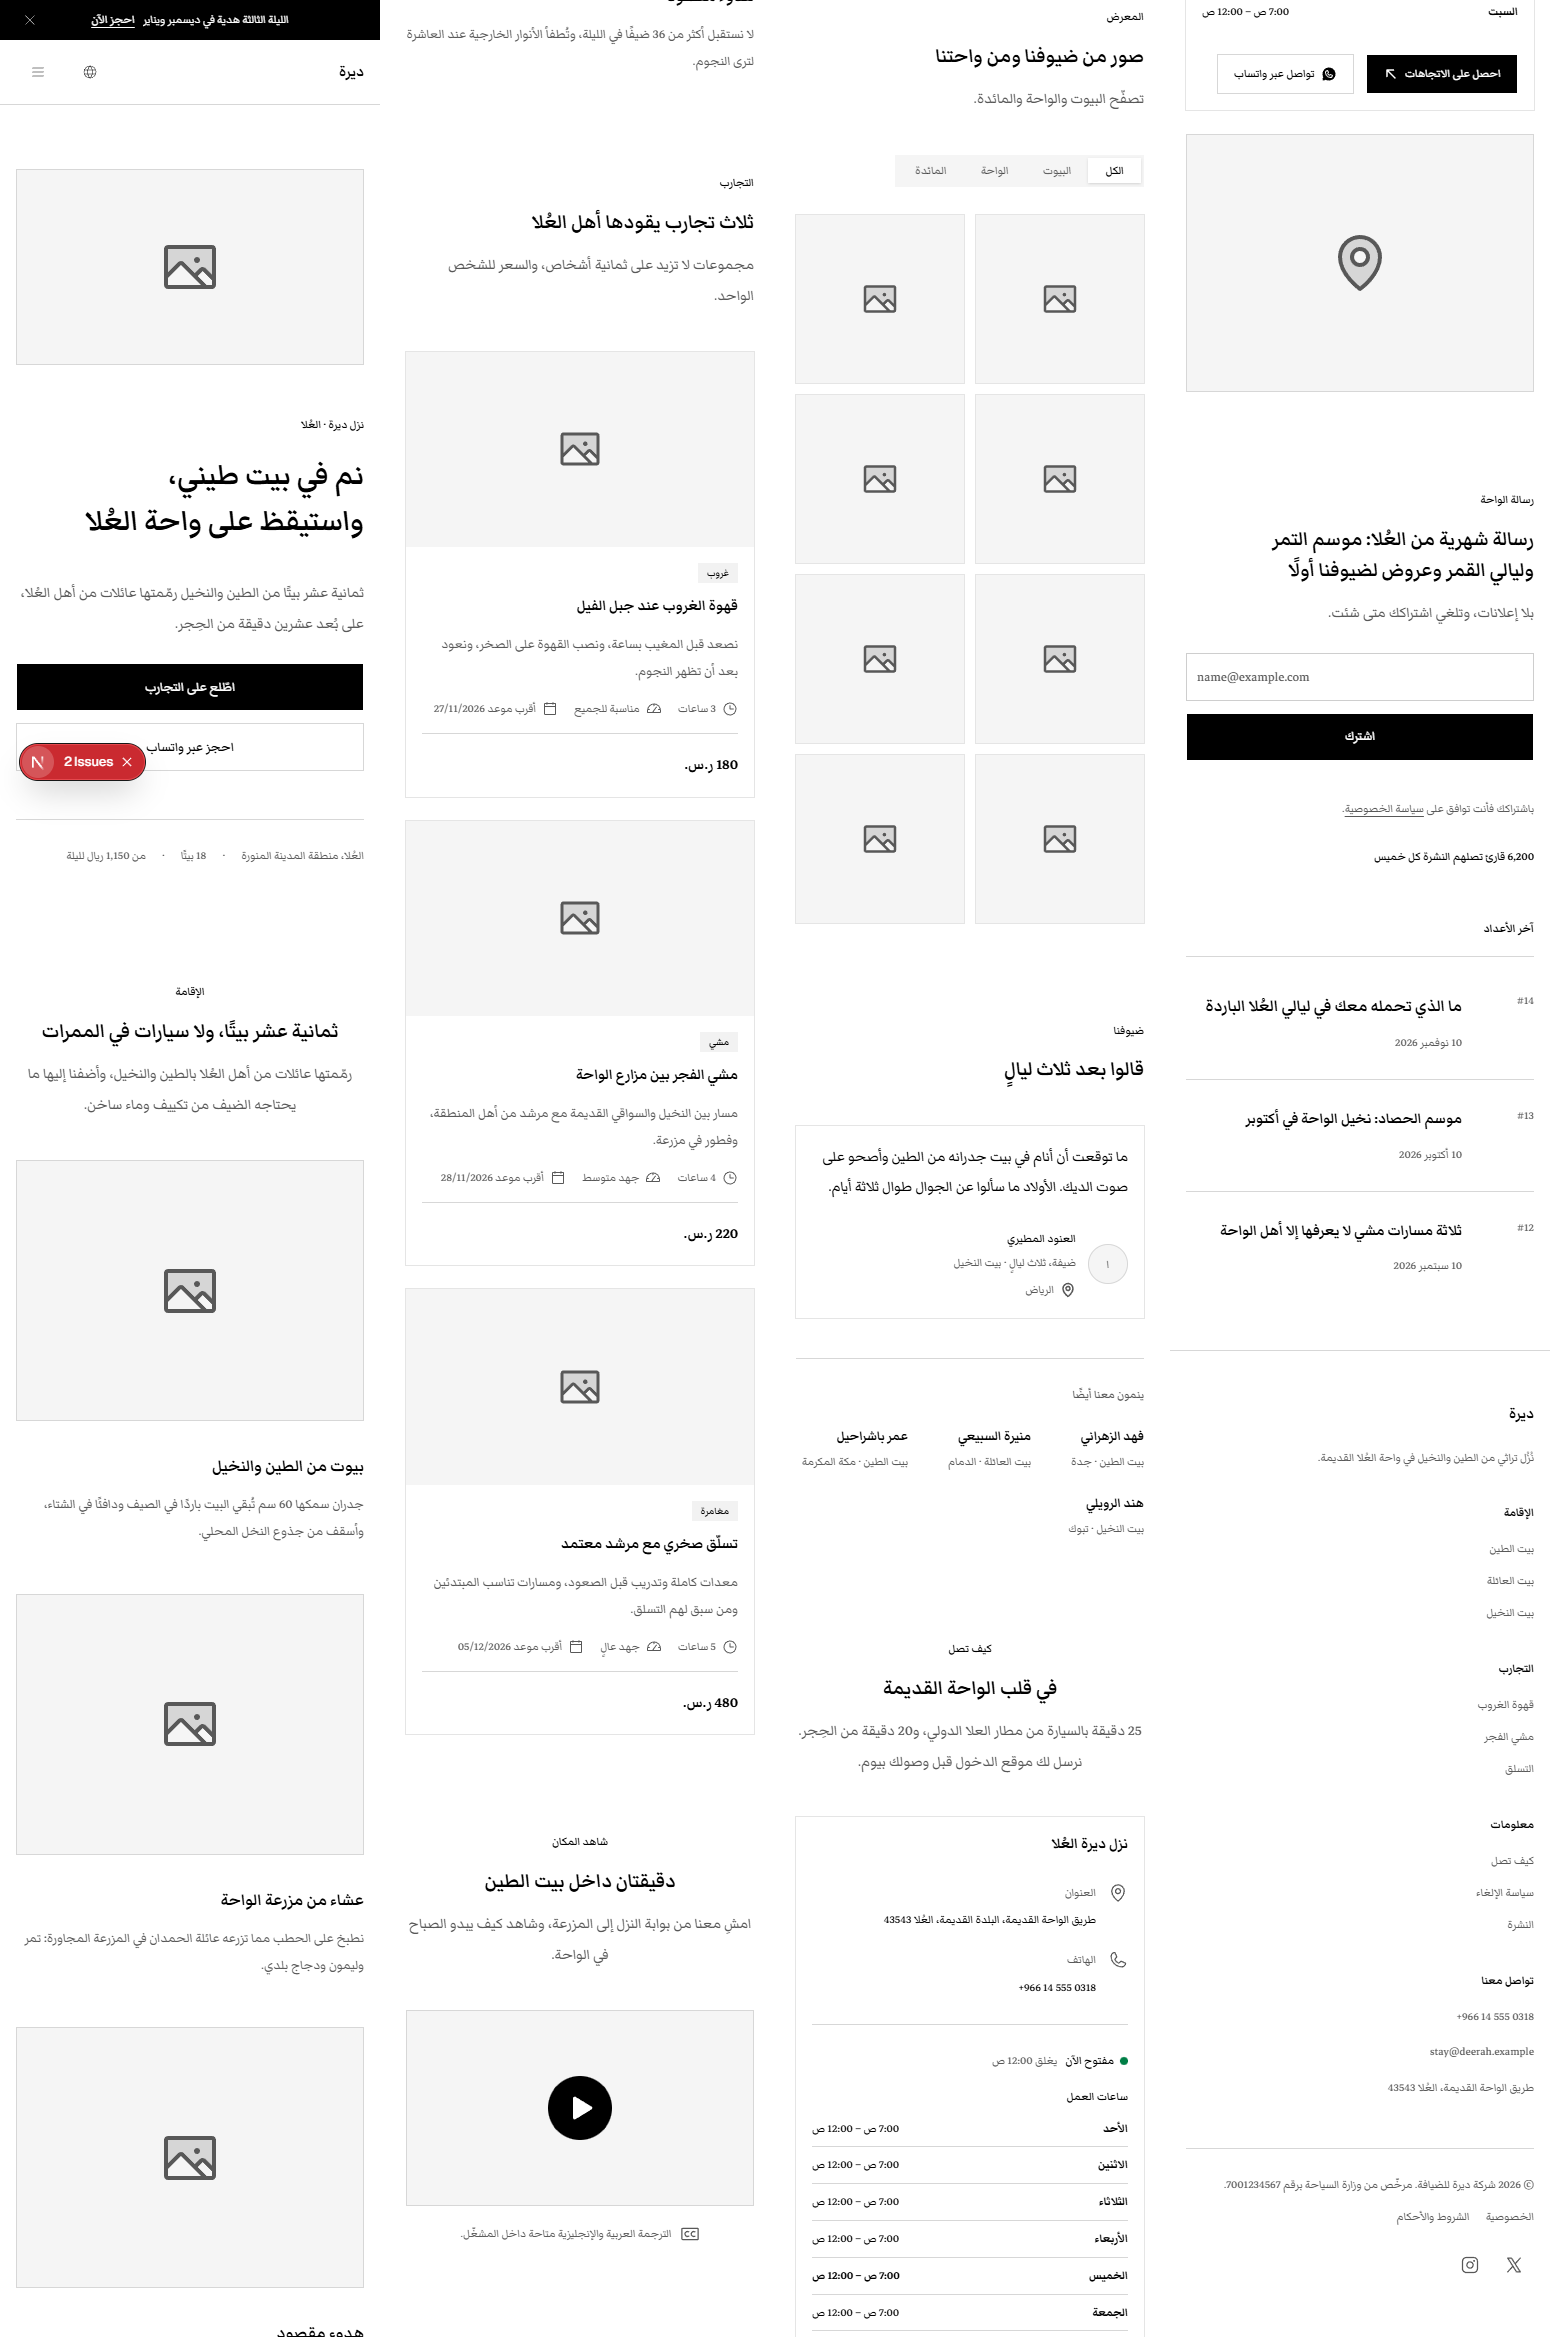 الليلة الثالثة هدية في ديسمبر ويناير احجز الآن
ديرة
نزل ديرة · العُلا
نم في بيت طيني،
واستيقظ على واحة العُلا
ثمانية عشر بيتًا من الطين والنخيل رمّمتها عائلات من أهل العُلا،
على بُعد عشرين دقيقة من الحِجر.
اطّلع على التجارب
احجز عبر واتساب
2 Issues
العُلا، منطقة المدينة المنورة · 18 بيتًا · من 1,150 ريال لليلة
الإقامة
ثمانية عشر بيتًا، ولا سيارات في الممرات
رمّمتها عائلات من أهل العُلا بالطين والنخيل، وأضفنا إليها ما
يحتاجه الضيف من تكييف وماء ساخن.
بيوت من الطين والنخيل
جدران سمكها 60 سم تُبقي البيت باردًا في الصيف ودافئًا في الشتاء،
وأسقف من جذوع النخل المحلي.
عشاء من مزرعة الواحة
نطبخ على الحطب مما تزرعه عائلة الحمدان في المزرعة المجاورة: تمر
وليمون ودجاج بلدي.
هدوء مقصود
لا نستقبل أكثر من 36 ضيفًا في الليلة، وتُطفأ الأنوار الخارجية عند العاشرة
لترى النجوم.
التجارب
ثلاث تجارب يقودها أهل العُلا
مجموعات لا تزيد على ثمانية أشخاص، والسعر للشخص
الواحد.
غروب
قهوة الغروب عند جبل الفيل
نصعد قبل المغيب بساعة، ونصب القهوة على الصخر، ونعود
بعد أن تظهر النجوم.
3 ساعات مناسبة للجميع أقرب موعد 27/11/2026
180 ر.س.
مشي
مشي الفجر بين مزارع الواحة
مسار بين النخيل والسواقي القديمة مع مرشد من أهل المنطقة،
وفطور في مزرعة.
4 ساعات جهد متوسط أقرب موعد 28/11/2026
220 ر.س.
مغامرة
تسلّق صخري مع مرشد معتمد
معدات كاملة وتدريب قبل الصعود، ومسارات تناسب المبتدئين
ومن سبق لهم التسلق.
5 ساعات جهد عالٍ أقرب موعد 05/12/2026
480 ر.س.
شاهد المكان
دقيقتان داخل بيت الطين
امشِ معنا من بوابة النزل إلى المزرعة، وشاهد كيف يبدو الصباح
في الواحة.
الترجمة العربية والإنجليزية متاحة داخل المشغّل.
المعرض
صور من ضيوفنا ومن واحتنا
تصفّح البيوت والواحة والمائدة.
الكل البيوت الواحة المائدة
ضيوفنا
قالوا بعد ثلاث ليالٍ
ما توقعت أن أنام في بيت جدرانه من الطين وأصحو على
صوت الديك. الأولاد ما سألوا عن الجوال طوال ثلاثة أيام.
ا
العنود المطيري
ضيفة، ثلاث ليالٍ · بيت النخيل
الرياض
ينمون معنا أيضًا
فهد الزهراني
بيت الطين · جدة
منيرة السبيعي
بيت العائلة · الدمام
عمر باشراحيل
بيت الطين · مكة المكرمة
هند الرويلي
بيت النخيل · تبوك
كيف تصل
في قلب الواحة القديمة
25 دقيقة بالسيارة من مطار العلا الدولي، و20 دقيقة من الحِجر.
نرسل لك موقع الدخول قبل وصولك بيوم.
نزل ديرة العُلا
العنوان
طريق الواحة القديمة، البلدة القديمة، العُلا 43543
الهاتف
+966 14 555 0318
مفتوح الآن يغلق 12:00 ص
ساعات العمل
الأحد 7:00 ص – 12:00 ص
الاثنين 7:00 ص – 12:00 ص
الثلاثاء 7:00 ص – 12:00 ص
الأربعاء 7:00 ص – 12:00 ص
الخميس 7:00 ص – 12:00 ص
الجمعة 7:00 ص – 12:00 ص
السبت 7:00 ص – 12:00 ص
احصل على الاتجاهات
تواصل عبر واتساب
رسالة الواحة
رسالة شهرية من العُلا: موسم التمر
وليالي القمر وعروض لضيوفنا أولًا
بلا إعلانات، وتلغي اشتراكك متى شئت.
name@example.com
اشترك
باشتراكك فأنت توافق على سياسة الخصوصية.
6,200 قارئ تصلهم النشرة كل خميس
آخر الأعداد
#14 ما الذي تحمله معك في ليالي العُلا الباردة
10 نوفمبر 2026
#13 موسم الحصاد: نخيل الواحة في أكتوبر
10 أكتوبر 2026
#12 ثلاثة مسارات مشي لا يعرفها إلا أهل الواحة
10 سبتمبر 2026
ديرة
نُزُل تراثي من الطين والنخيل في واحة العُلا القديمة.
الإقامة
بيت الطين
بيت العائلة
بيت النخيل
التجارب
قهوة الغروب
مشي الفجر
التسلق
معلومات
كيف تصل
سياسة الإلغاء
النشرة
تواصل معنا
+966 14 555 0318
stay@deerah.example
طريق الواحة القديمة، العُلا 43543
© 2026 شركة ديرة للضيافة. مرخّص من وزارة السياحة برقم 7001234567.
الخصوصية الشروط والأحكام